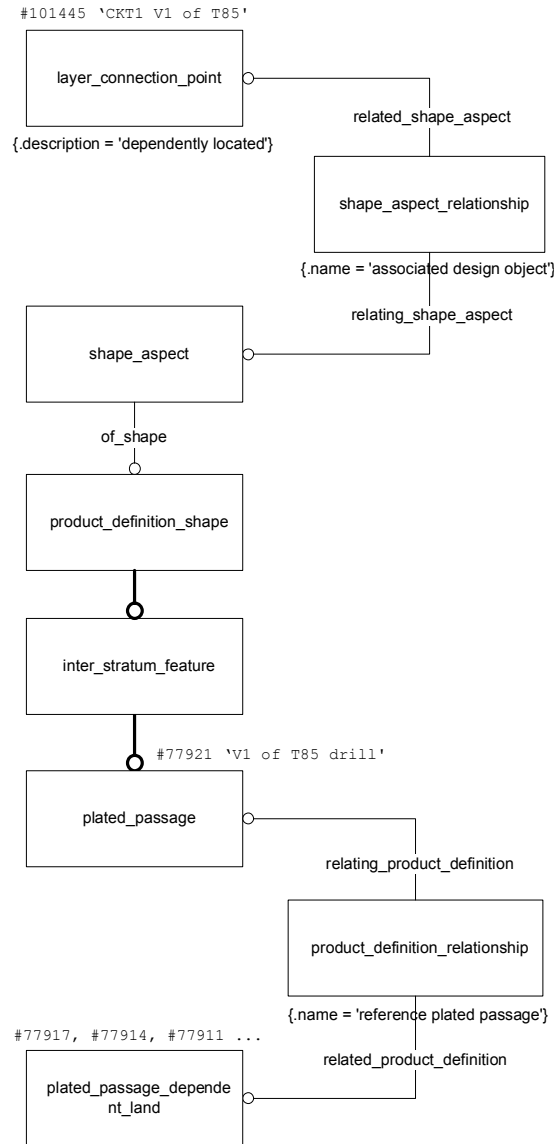 #101445 ‘CKT1 V1 of T85'
layer_connection_point
related_shape_aspect
{.description = 'dependently located'}
shape_aspect_relationship
{.name = 'associated design object'}
relating_shape_aspect
shape_aspect
of_shape
product_definition_shape
inter_stratum_feature
#77921 ‘V1 of T85 drill'
plated_passage
relating_product_definition
product_definition_relationship
{.name = 'reference plated passage'}
#77917, #77914, #77911 ...
related_product_definition
plated_passage_depende
nt_land